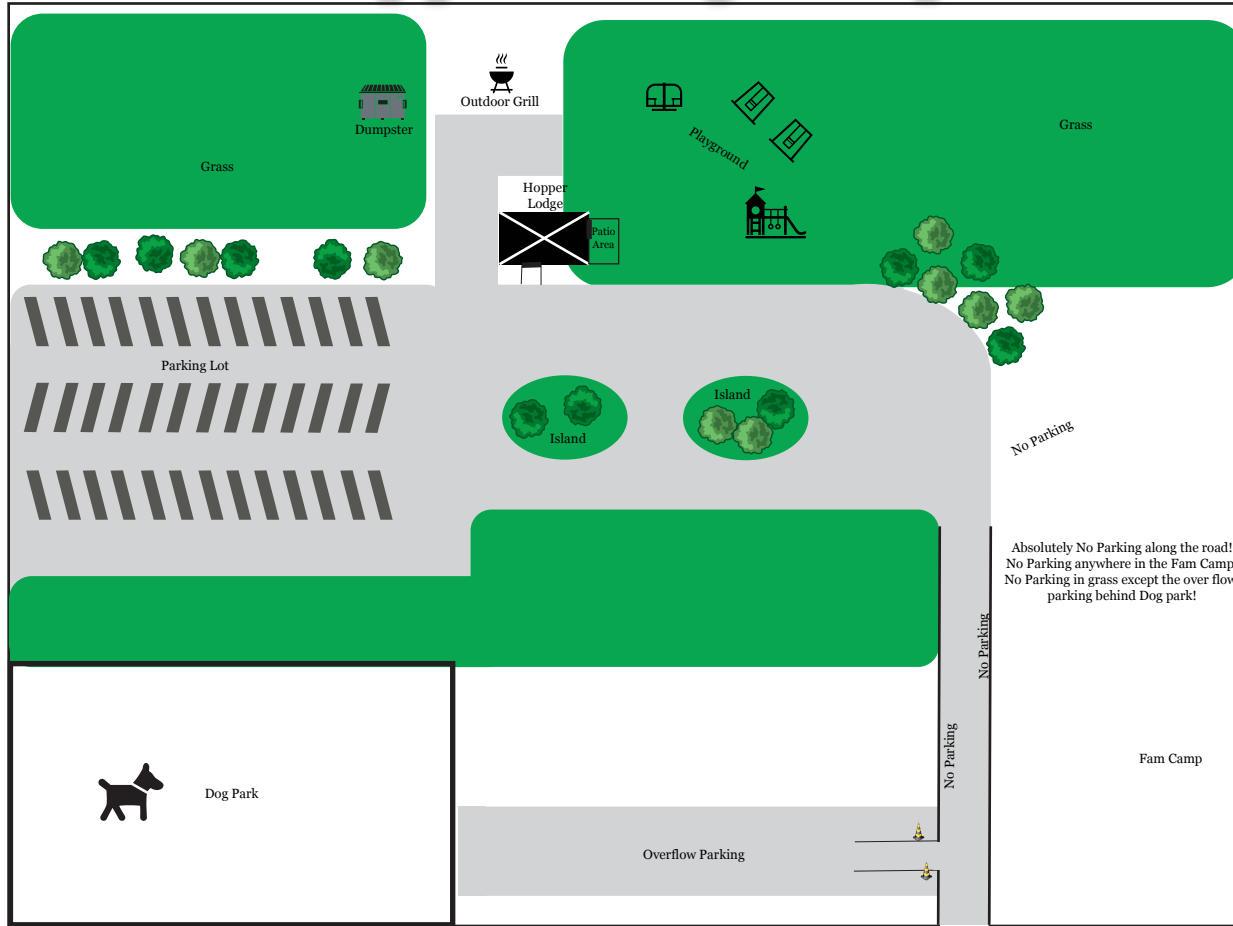 Outdoor Grill
Dumpster
Grass
Playground
Grass
Hopper
Lodge
Patio
Area
Parking Lot
Island
Island
No Parking
Absolutely No Parking along the road!
No Parking anywhere in the Fam Camp
No Parking in grass except the over flow
parking behind Dog park!
No Parking
No Parking
Fam Camp
Dog Park
Overflow Parking